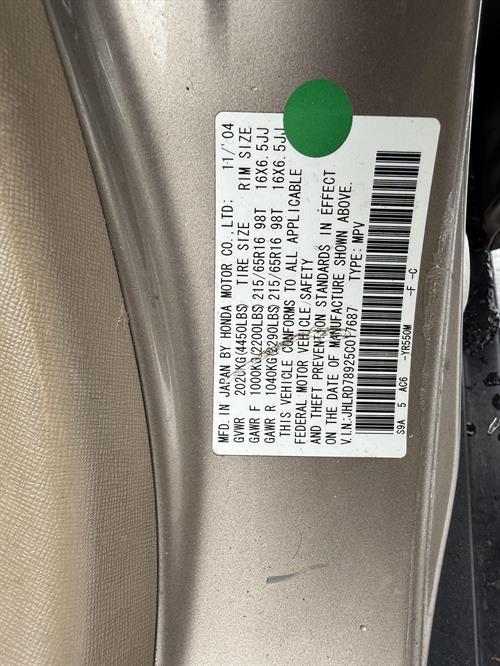 MFD. IN JAPAN BY HONDA MOTOR CO., LTD: 11/'04
GVWR 2020KG(4450LBS) TIRE SIZE RIM SIZE
GAWR F 1000KG(2200LBS) 215/65R16 98T 16X6.5JJ
GAWR R 1040KG(2290LBS) 215/65R16 98T 16X6.5JJ
THIS VEHICLE CONFORMS TO ALL APPLICABLE
FEDERAL MOTOR VEHICLE SAFETY
AND THEFT PREVENTION STANDARDS IN EFFECT
ON THE DATE OF MANUFACTURE SHOWN ABOVE.
V.I.N:JHLRD78925C017687 TYPE: MPV
S9A 5 AC6 -YR550M -F -C